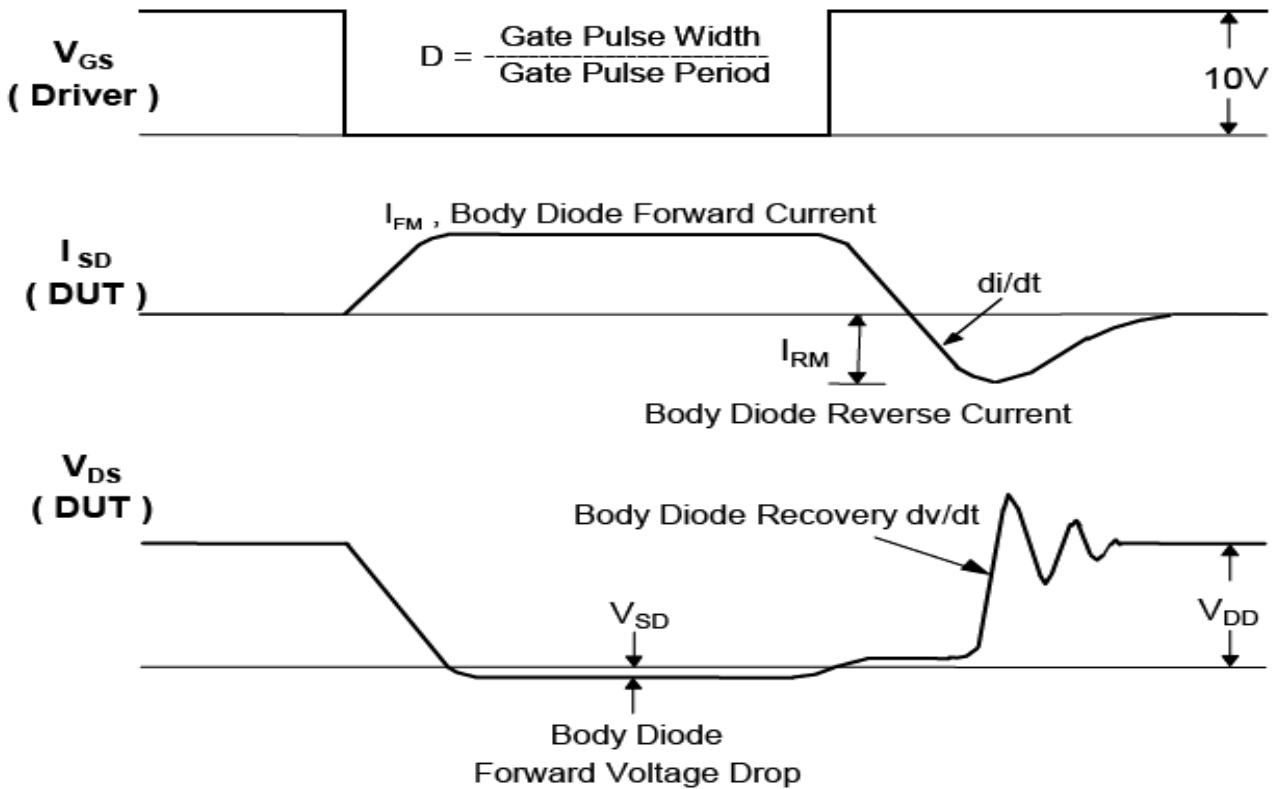 V_GS
( Driver )
D = Gate Pulse Width
Gate Pulse Period
10V
I_FM , Body Diode Forward Current
I_SD
( DUT )
di/dt
I_RM
Body Diode Reverse Current
V_DS
( DUT )
Body Diode Recovery dv/dt
V_SD
V_DD
Body Diode
Forward Voltage Drop